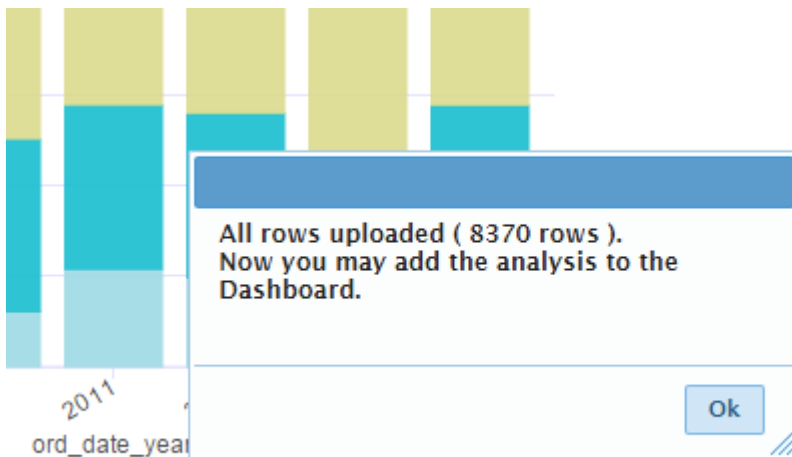 All rows uploaded ( 8370 rows ).
Now you may add the analysis to the
Dashboard.
Ok
2011
ord_date_year